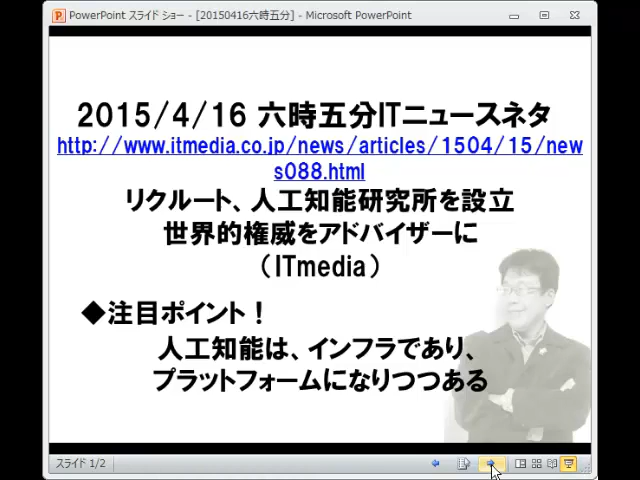 PowerPoint スライド ショー - [20150416六時五分] - Microsoft PowerPoint
2015/4/16 六時五分ITニュースネタ
http://www.itmedia.co.jp/news/articles/1504/15/new
s088.html
リクルート、人工知能研究所を設立
世界的権威をアドバイザーに
（ITmedia）
◆注目ポイント！
人工知能は、インフラであり、
プラットフォームになりつつある
スライド 1/2